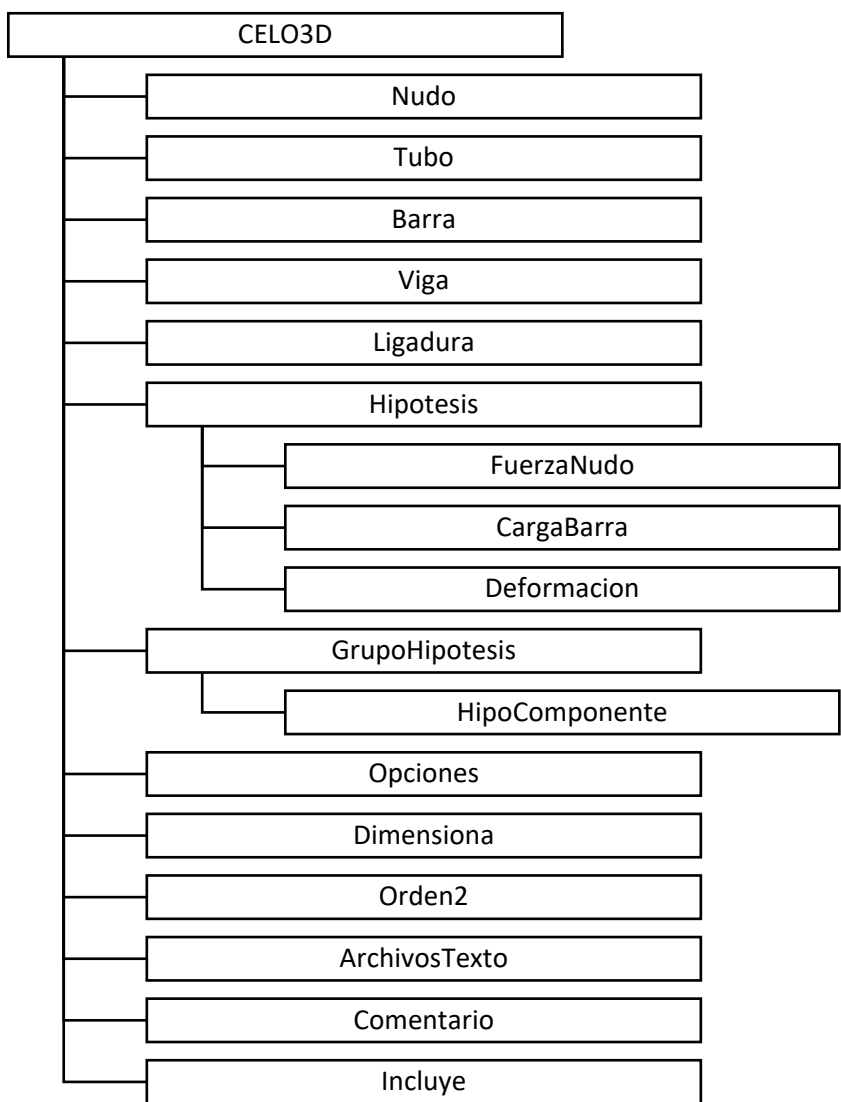 CELO3D
Nudo
Tubo
Barra
Viga
Ligadura
Hipotesis
FuerzaNudo
CargaBarra
Deformacion
GrupoHipotesis
HipoComponente
Opciones
Dimensiona
Orden2
ArchivosTexto
Comentario
Incluye